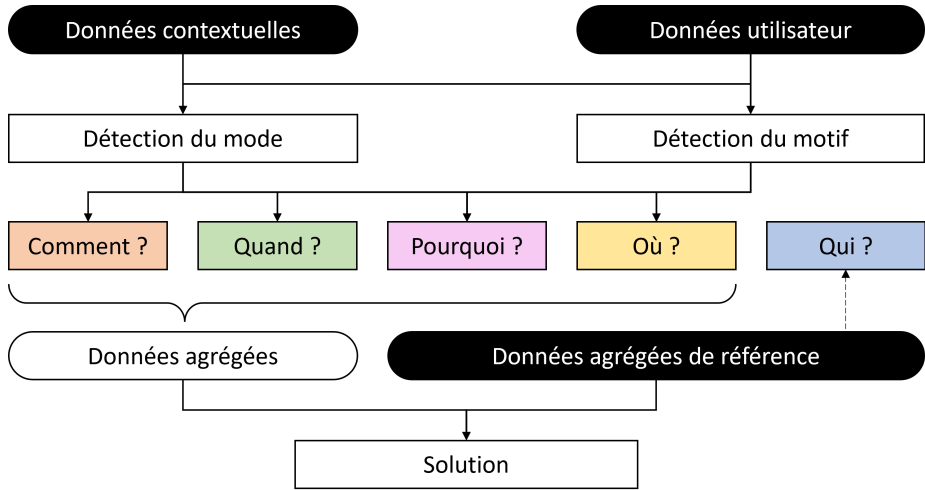 Données contextuelles
Données utilisateur
Détection du mode
Détection du motif
Comment ?
Quand ?
Pourquoi ?
Où ?
Qui ?
Données agrégées
Données agrégées de référence
Solution